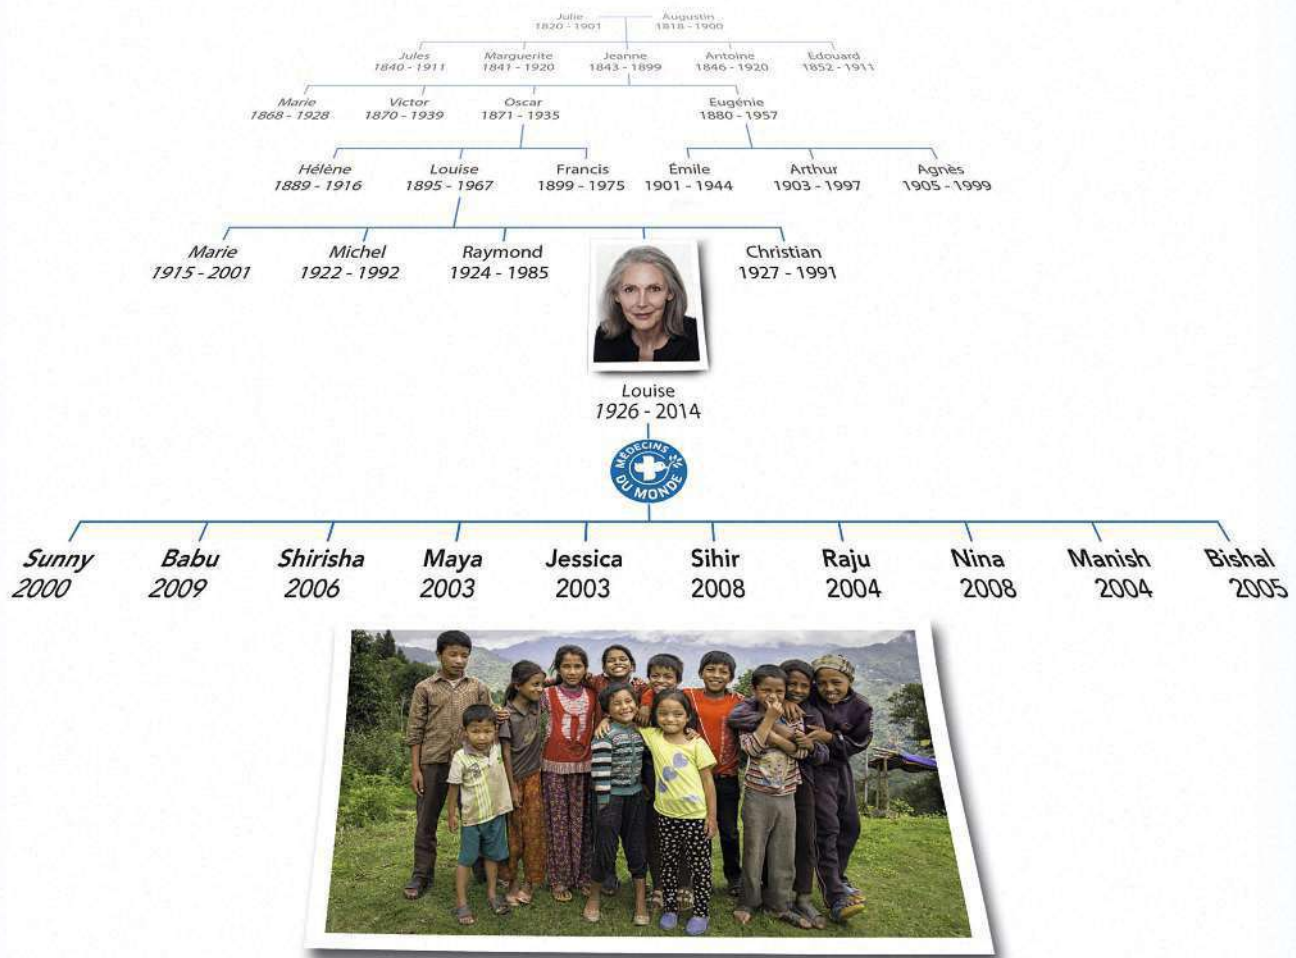 Julie Augustin
1820 - 1901 1818 - 1900
Jules Marguerite Jeanne Antoine Édouard
1840 - 1911 1841 - 1920 1843 - 1899 1846 - 1920 1852 - 1911
Marie Victor Oscar Eugénie
1868 - 1928 1870 - 1939 1871 - 1935 1880 - 1957
Hélène Louise Francis Émile Arthur Agnès
1889 - 1916 1895 - 1967 1899 - 1975 1901 - 1944 1903 - 1997 1905 - 1999
Marie Michel Raymond Christian
1915 - 2001 1922 - 1992 1924 - 1985 1927 - 1991
Louise
1926 - 2014
MÉDECINS
DU MONDE
Sunny Babu Shirisha Maya Jessica Sihir Raju Nina Manish Bishal
2000 2009 2006 2003 2003 2008 2004 2008 2004 2005